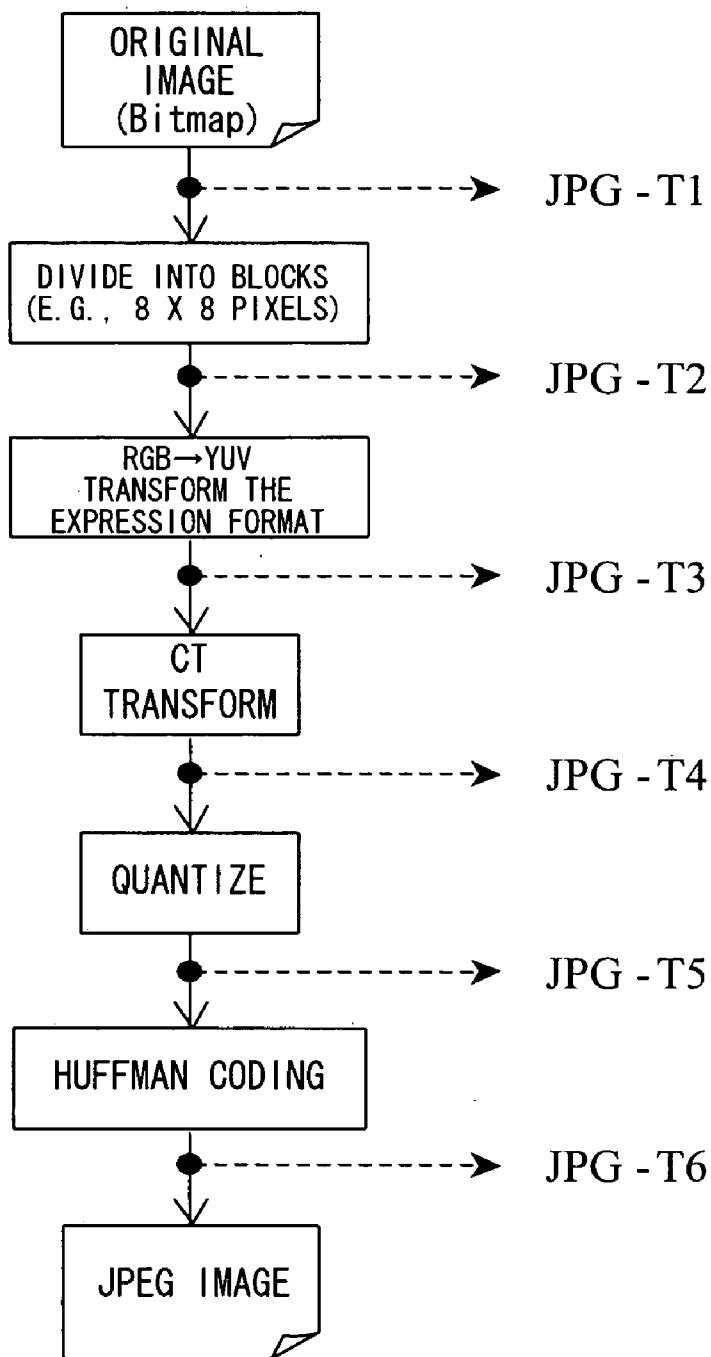 ORIGINAL
IMAGE
(Bitmap)
JPG - T1
DIVIDE INTO BLOCKS
(E.G., 8 X 8 PIXELS)
JPG - T2
RGB→YUV
TRANSFORM THE
EXPRESSION FORMAT
JPG - T3
CT
TRANSFORM
JPG - T4
QUANTIZE
JPG - T5
HUFFMAN CODING
JPG - T6
JPEG IMAGE